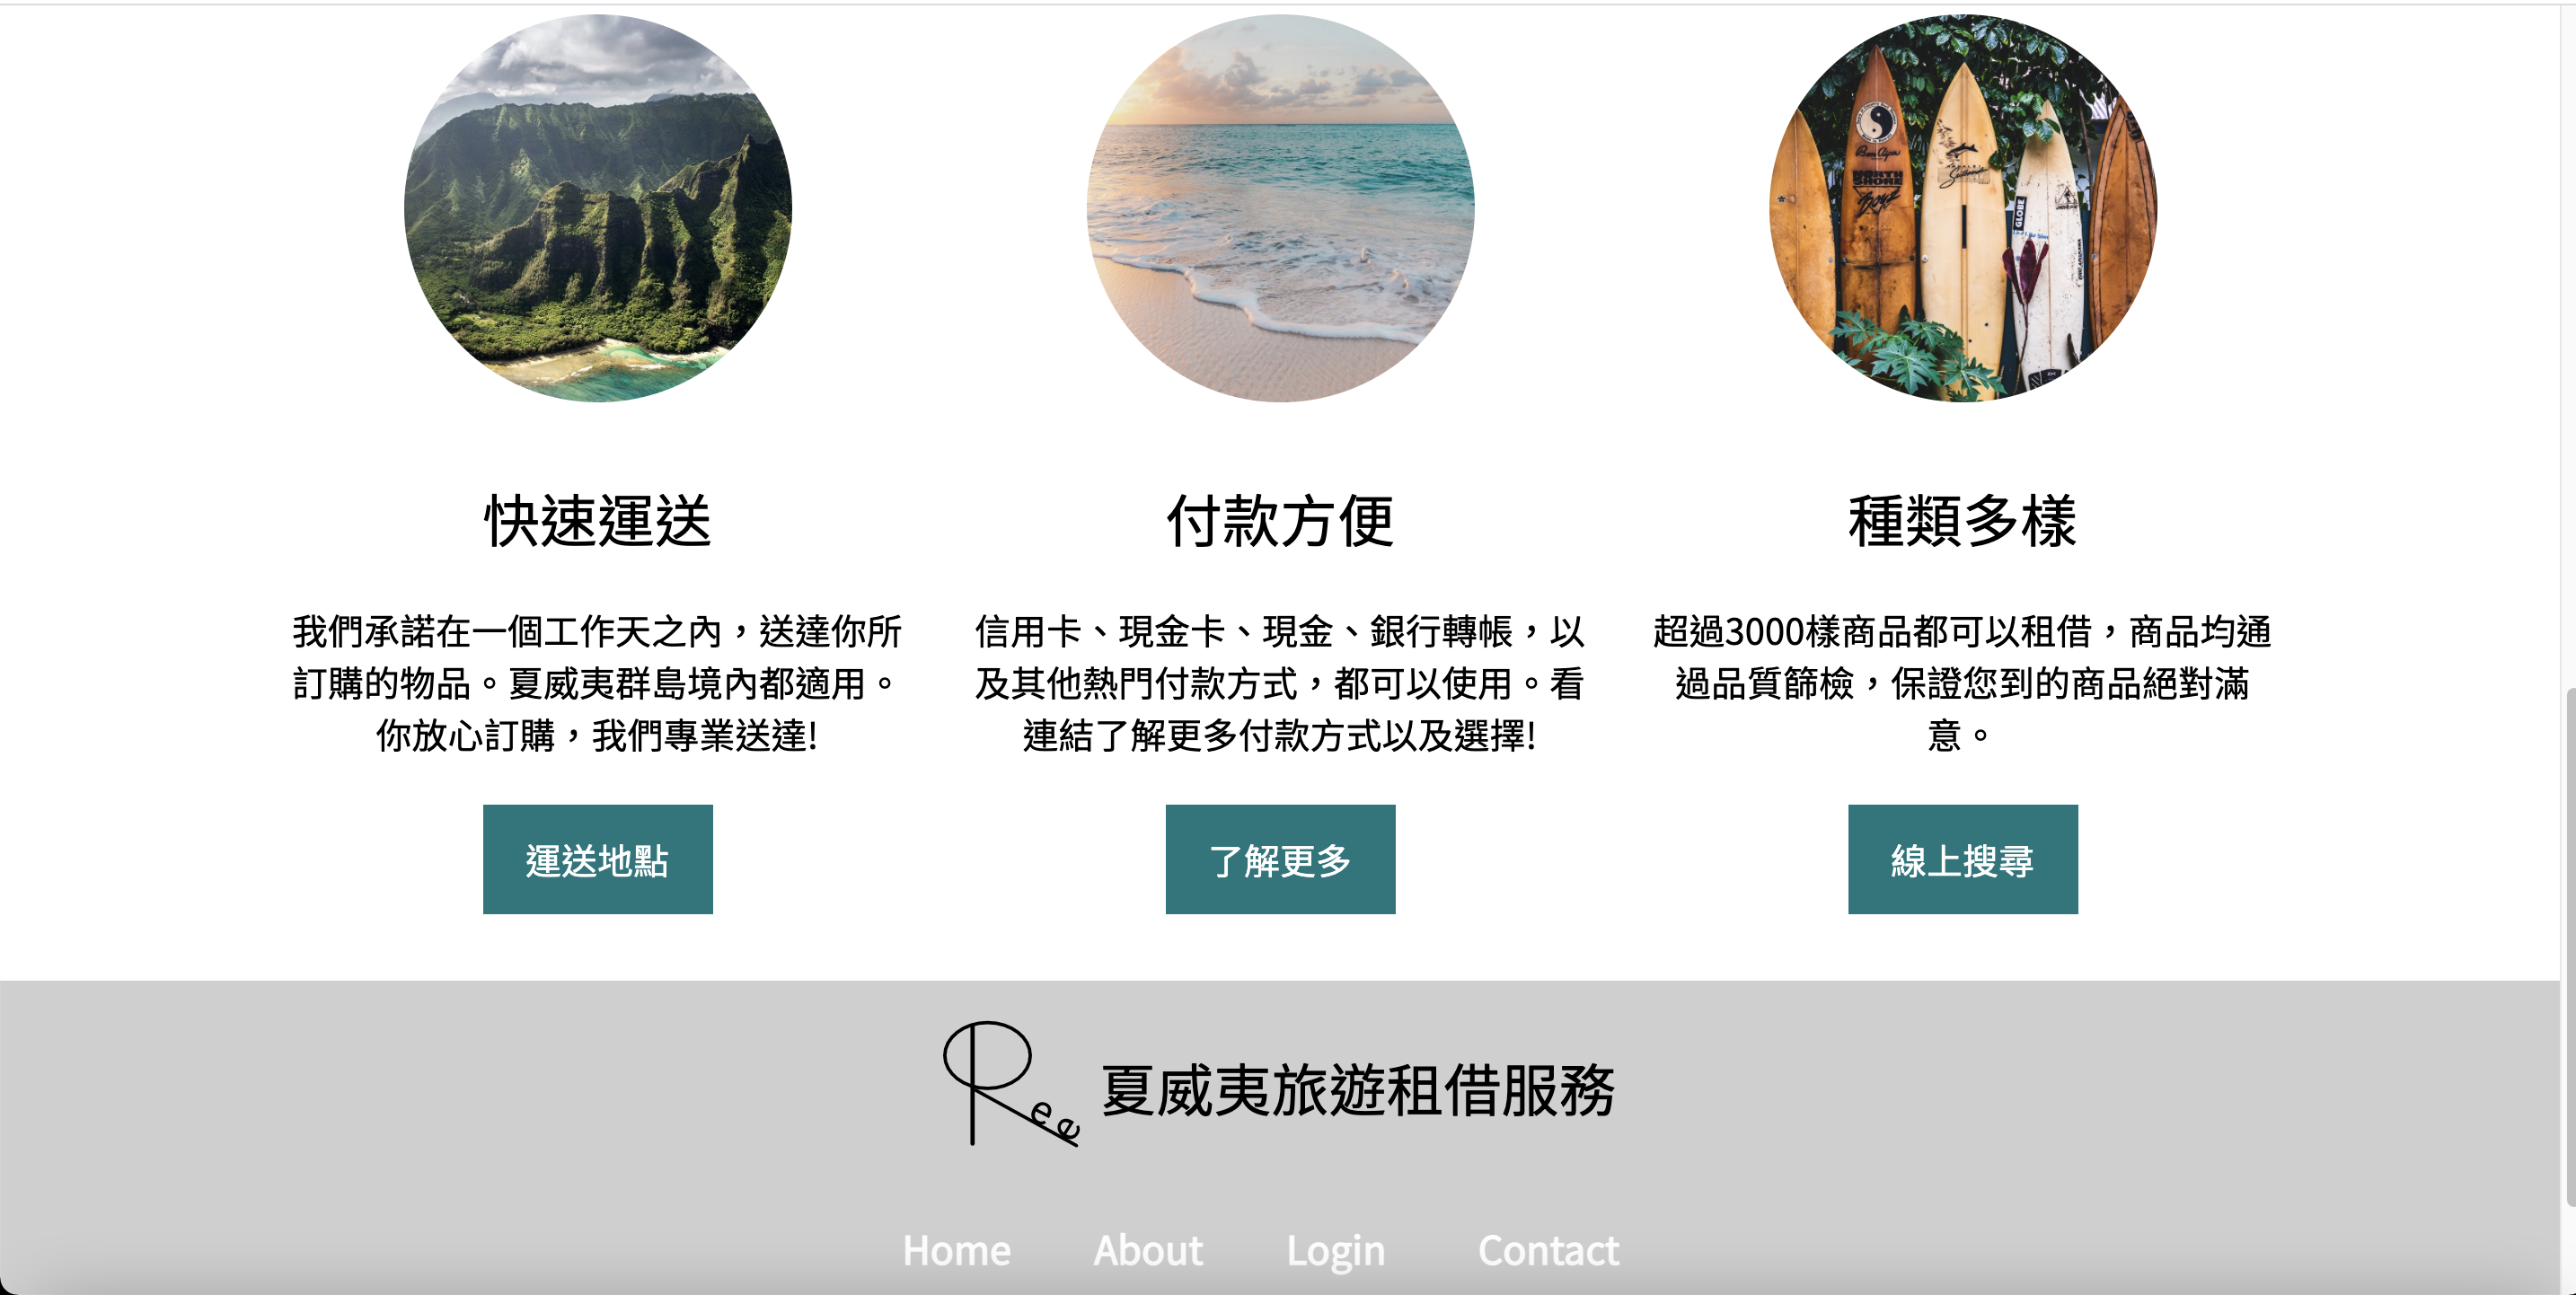 快速運送
我們承諾在一個工作天之內，送達你所
訂購的物品。夏威夷群島境內都適用。
你放心訂購，我們專業送達!
運送地點
付款方便
信用卡、現金卡、現金、銀行轉帳，以
及其他熱門付款方式，都可以使用。看
連結了解更多付款方式以及選擇!
了解更多
NORTH
SHORE
GLOBE
種類多樣
超過3000樣商品都可以租借，商品均通
過品質篩檢，保證您到的商品絕對滿
意。
線上搜尋
Ree
夏威夷旅遊租借服務
Home About Login Contact